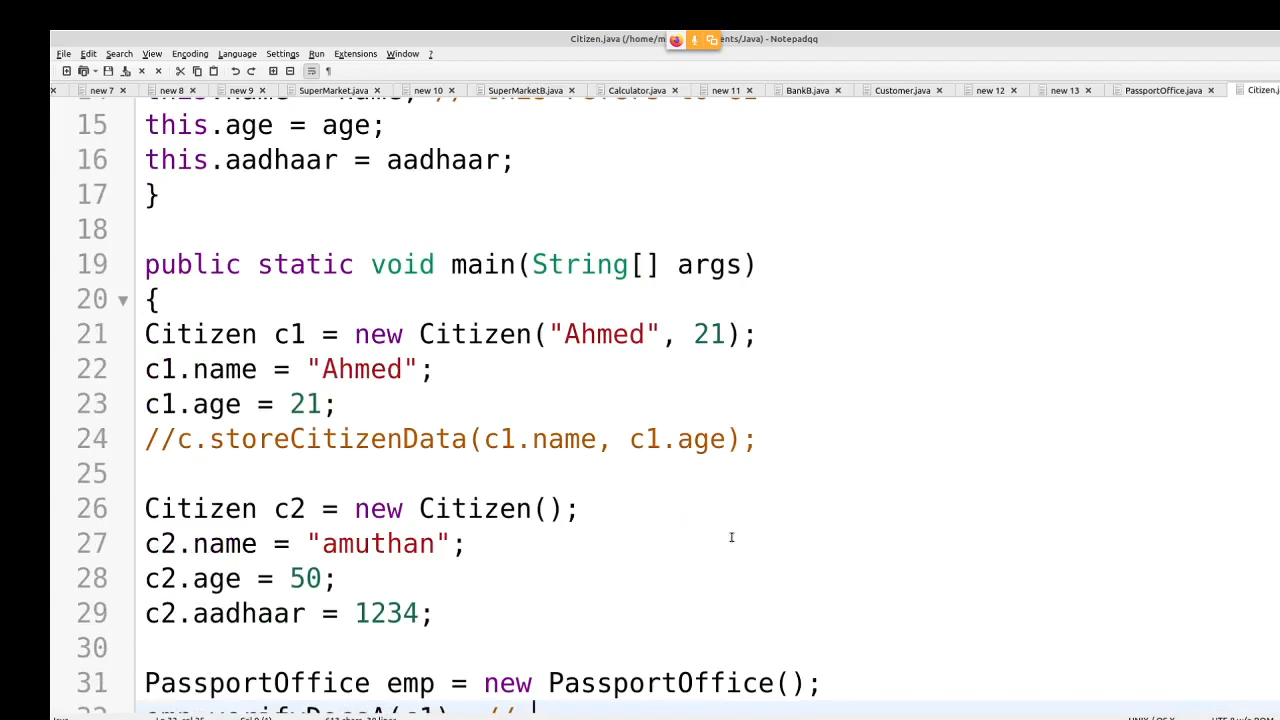 Citizen.java (/home/m ents/Java) - Notepadqq
File Edit Search View Encoding Language Settings Run Extensions Window ?
new 7 new 8 new 9 SuperMarket.java new 10 SuperMarketB.java Calculator.java new 11 BankB.java Customer.java new 12 new 13 PassportOffice.java Citizen.j
15 this.age = age;
16 this.aadhaar = aadhaar;
17 }
18
19 public static void main(String[] args)
20 {
21 Citizen c1 = new Citizen("Ahmed", 21);
22 c1.name = "Ahmed";
23 c1.age = 21;
24 //c.storeCitizenData(c1.name, c1.age);
25
26 Citizen c2 = new Citizen();
27 c2.name = "amuthan";
28 c2.age = 50;
29 c2.aadhaar = 1234;
30
31 PassportOffice emp = new PassportOffice();